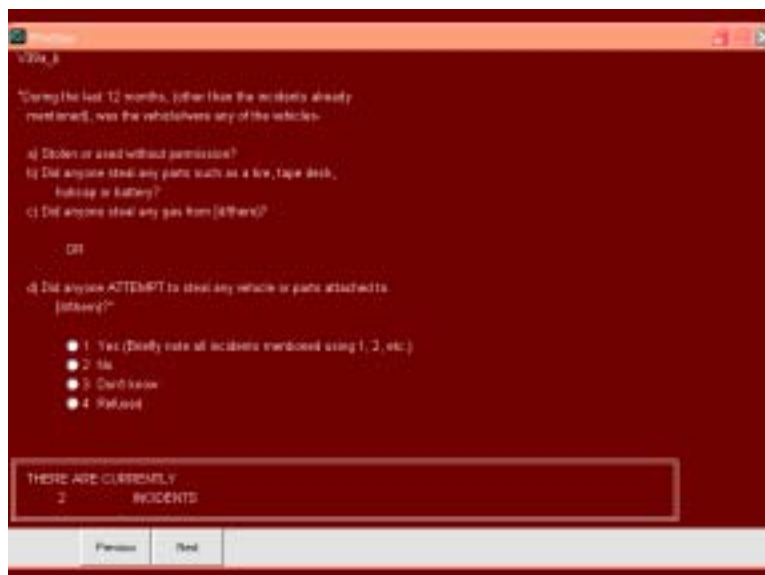 "During the last 12 months, (other than the incidents already
mentioned), was the vehicle/were any of the vehicles-
a) Stolen or used without permission?
b) Did anyone steal any parts such as a tire, tape desk,
hubcap or battery?
c) Did anyone steal any gas from (it/them)?
OR
d) Did anyone ATTEMPT to steal any vehicle or parts attached to
(it/them)?"
1 Yes (Briefly note all incidents mentioned using 1, 2, etc.)
2 No
3 Don't know
4 Refused
THERE ARE CURRENTLY
2 INCIDENTS
Previous Next